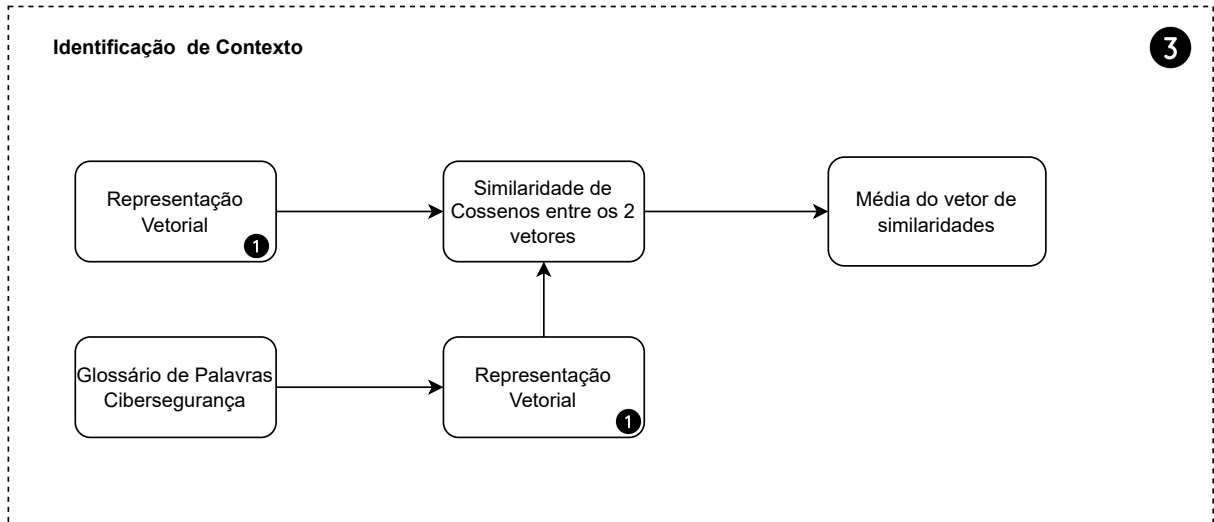 Identificação de Contexto
3
Representação
Vetorial
1
Similaridade de
Cossenos entre os 2
vetores
Média do vetor de
similaridades
Glossário de Palavras
Cibersegurança
Representação
Vetorial
1